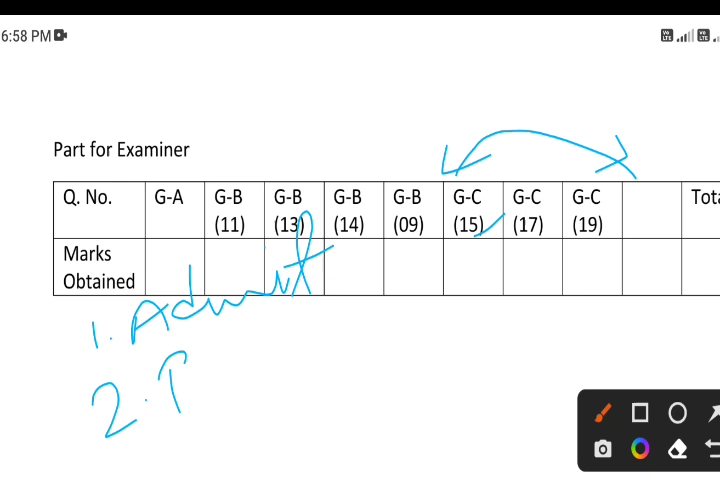 6:58 PM
Part for Examiner
Q. No. G-A G-B (11) G-B (13) G-B (14) G-B (09) G-C (15) G-C (17) G-C (19) Tota
Marks Obtained
1. Admit
2. P